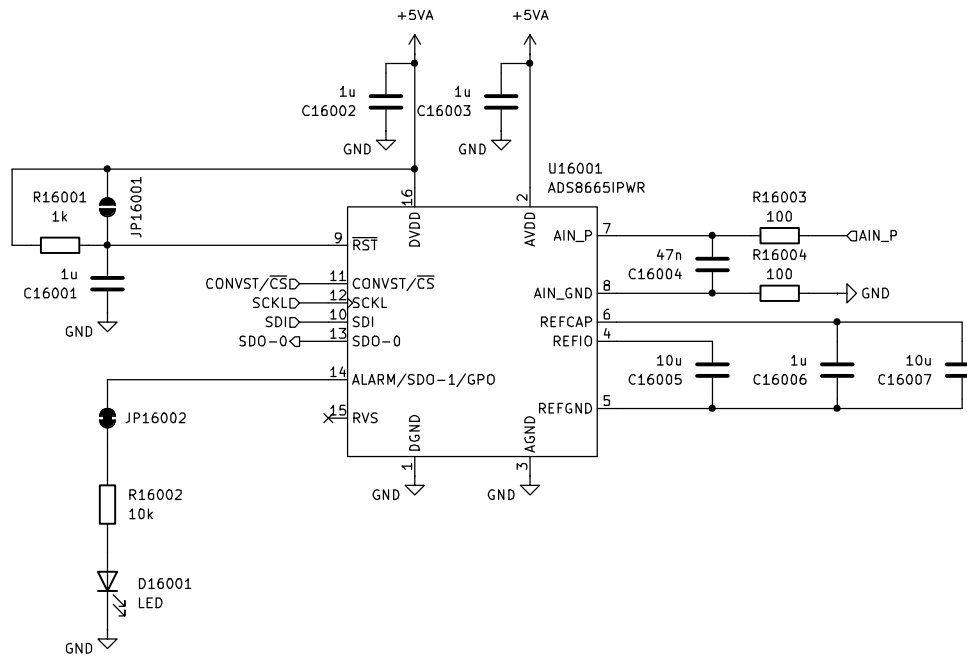 +5VA
+5VA
1u
C16002
GND
1u
C16003
GND
U16001
ADS8665IPWR
R16001
1k
JP16001
1u
C16001
GND
16
DVDD
2
AVDD
9
RST
CONVST/CS
11
CONVST/CS
SCKL
12
SCKL
SDI
10
SDI
SDO-0
13
SDO-0
14
ALARM/SDO-1/GPO
15
RVS
AIN_P
7
AIN_GND
8
REFCAP
6
REFIO
4
REFGND
5
DGND
1
GND
AGND
3
GND
R16003
100
AIN_P
47n
C16004
R16004
100
GND
10u
C16005
1u
C16006
10u
C16007
JP16002
R16002
10k
D16001
LED
GND